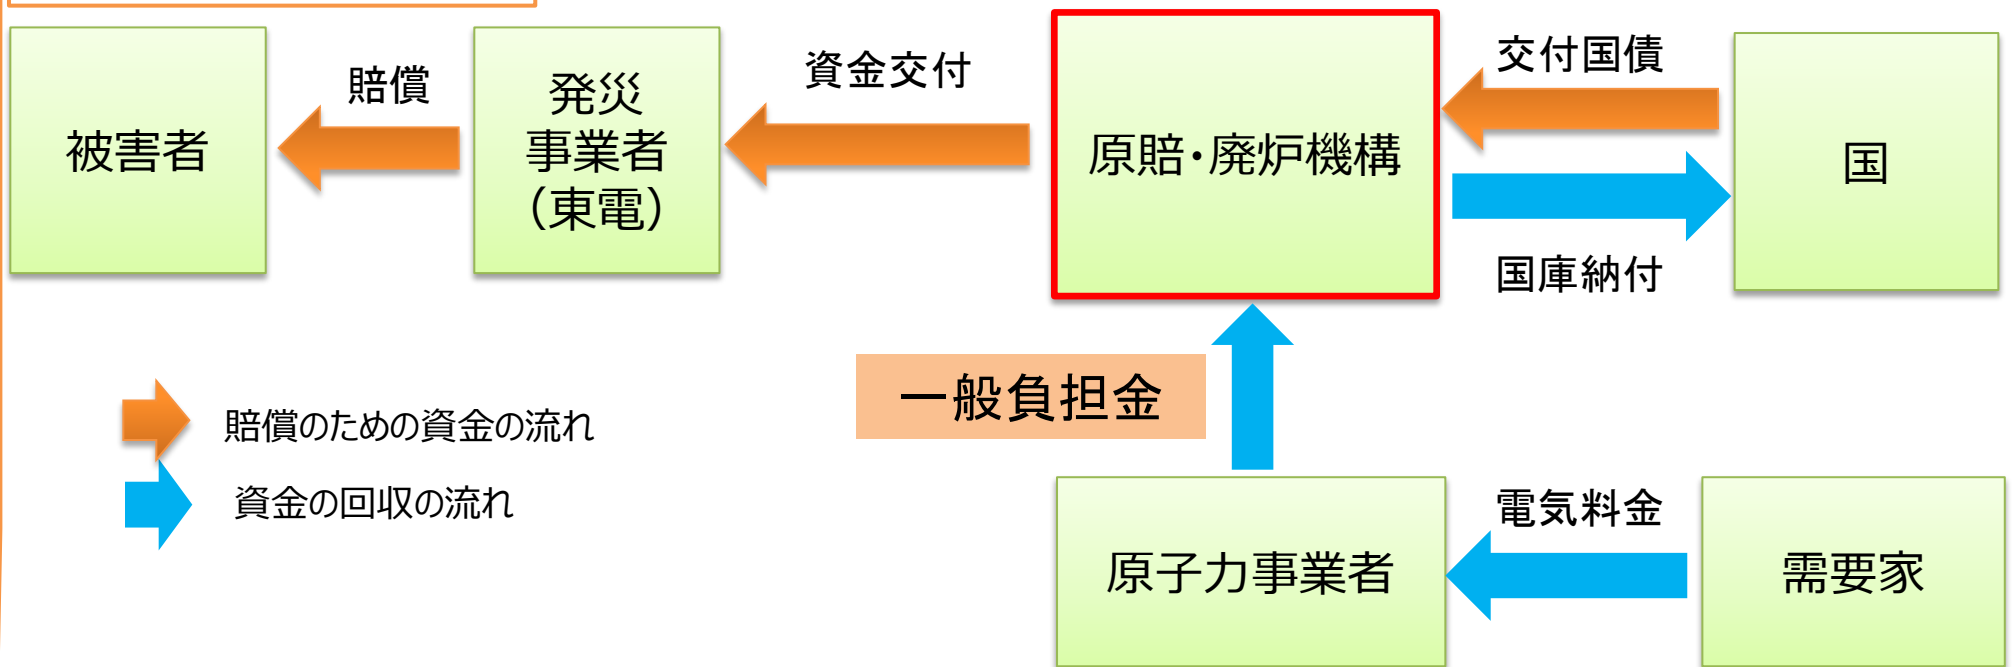 被害者
賠償
発災
事業者
（東電）
資金交付
原賠・廃炉機構
交付国債
国庫納付
国
一般負担金
賠償のための資金の流れ
資金の回収の流れ
原子力事業者
電気料金
需要家